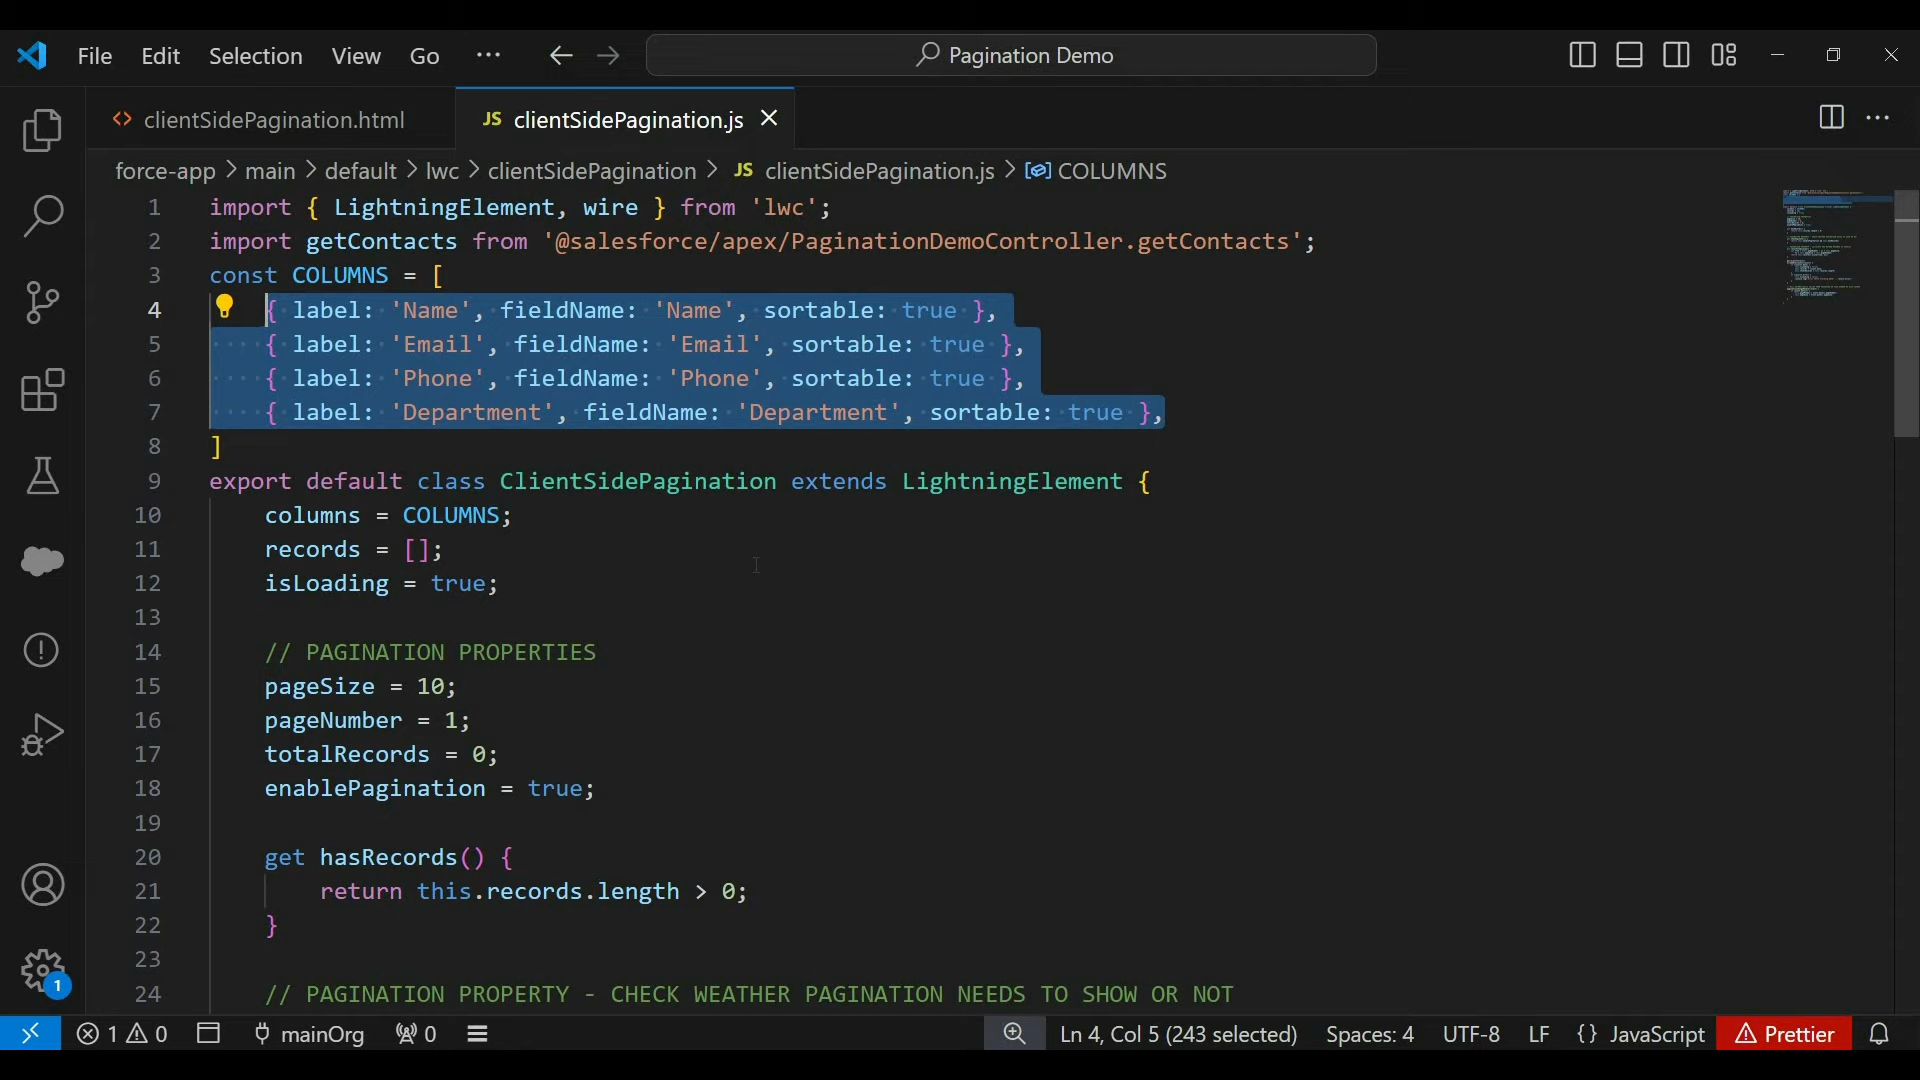 File Edit Selection View Go ··· Pagination Demo
clientSidePagination.html JS clientSidePagination.js
force-app > main > default > lwc > clientSidePagination > JS clientSidePagination.js > COLUMNS
1 import { LightningElement, wire } from 'lwc';
2 import getContacts from '@salesforce/apex/PaginationDemoController.getContacts';
3 const COLUMNS = [
4 { label: 'Name', fieldName: 'Name', sortable: true },
5 { label: 'Email', fieldName: 'Email', sortable: true },
6 { label: 'Phone', fieldName: 'Phone', sortable: true },
7 { label: 'Department', fieldName: 'Department', sortable: true },
8 ]
9 export default class ClientSidePagination extends LightningElement {
10 columns = COLUMNS;
11 records = [];
12 isLoading = true;
13
14 // PAGINATION PROPERTIES
15 pageSize = 10;
16 pageNumber = 1;
17 totalRecords = 0;
18 enablePagination = true;
19
20 get hasRecords() {
21 return this.records.length > 0;
22 }
23
24 // PAGINATION PROPERTY - CHECK WEATHER PAGINATION NEEDS TO SHOW OR NOT
1
1 0 mainOrg 0 Ln 4, Col 5 (243 selected) Spaces: 4 UTF-8 LF {} JavaScript Prettier